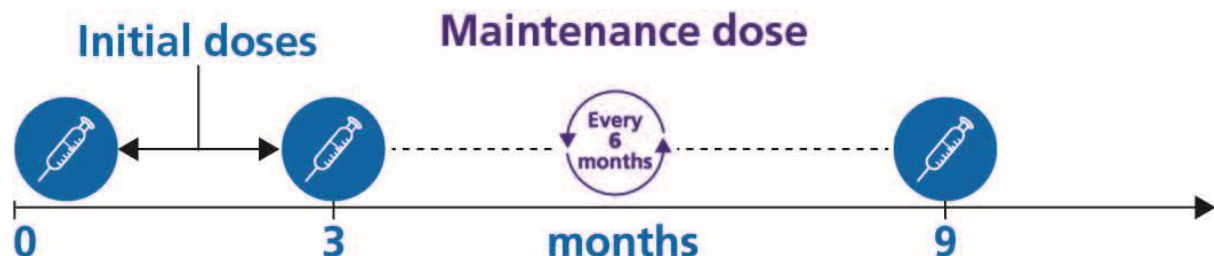 Initial doses
Maintenance dose
Every
6
months
0
3
months
9